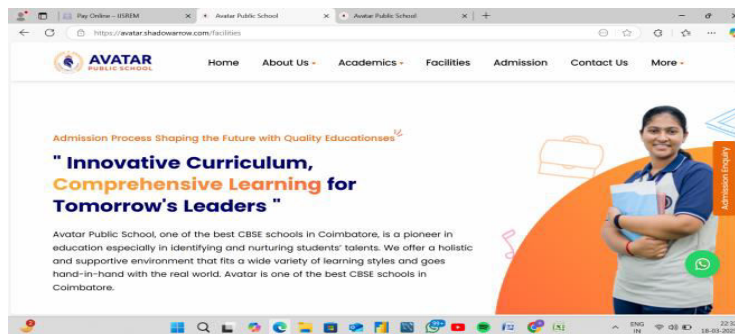 Pay Online – IISREM
Avatar Public School
Avatar Public School
https://avatar.shadowarrow.com/facilities
AVATAR
PUBLIC SCHOOL
Home About Us Academics Facilities Admission Contact Us More
Admission Process Shaping the Future with Quality Educationses
" Innovative Curriculum,
Comprehensive Learning for
Tomorrow's Leaders "
Avatar Public School, one of the best CBSE schools in Coimbatore, is a pioneer in
education especially in identifying and nurturing students' talents. We offer a holistic
and supportive environment that fits a wide variety of learning styles and goes
hand-in-hand with the real world. Avatar is one of the best CBSE schools in
Coimbatore.
Admission Enquiry
ENG
IN
18-03-202